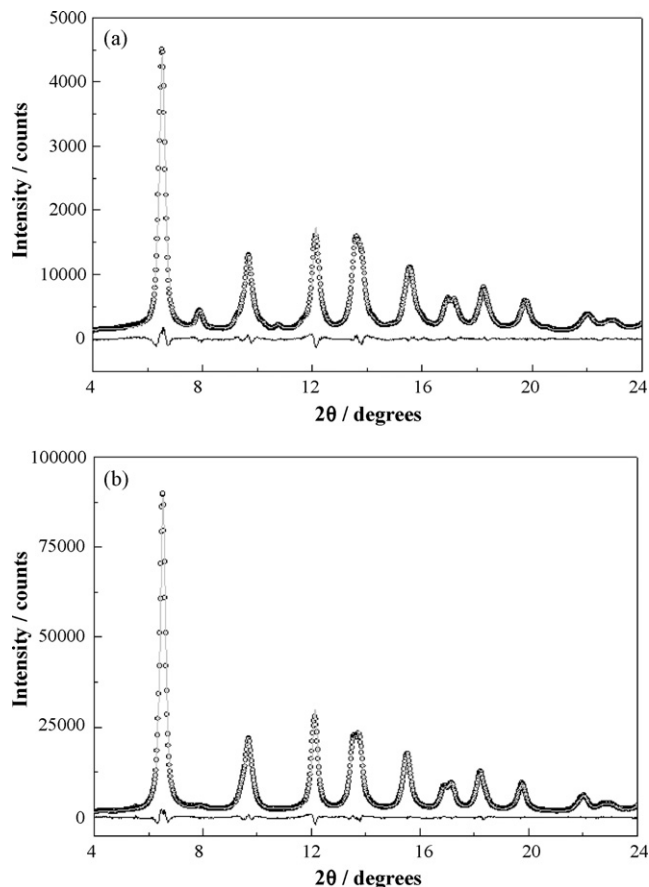 (a)
5000
4000
3000
2000
10000
0
Intensity / counts
4 8 12 16 20 24
2θ / degrees
(b)
100000
75000
50000
25000
0
Intensity / counts
4 8 12 16 20 24
2θ / degrees